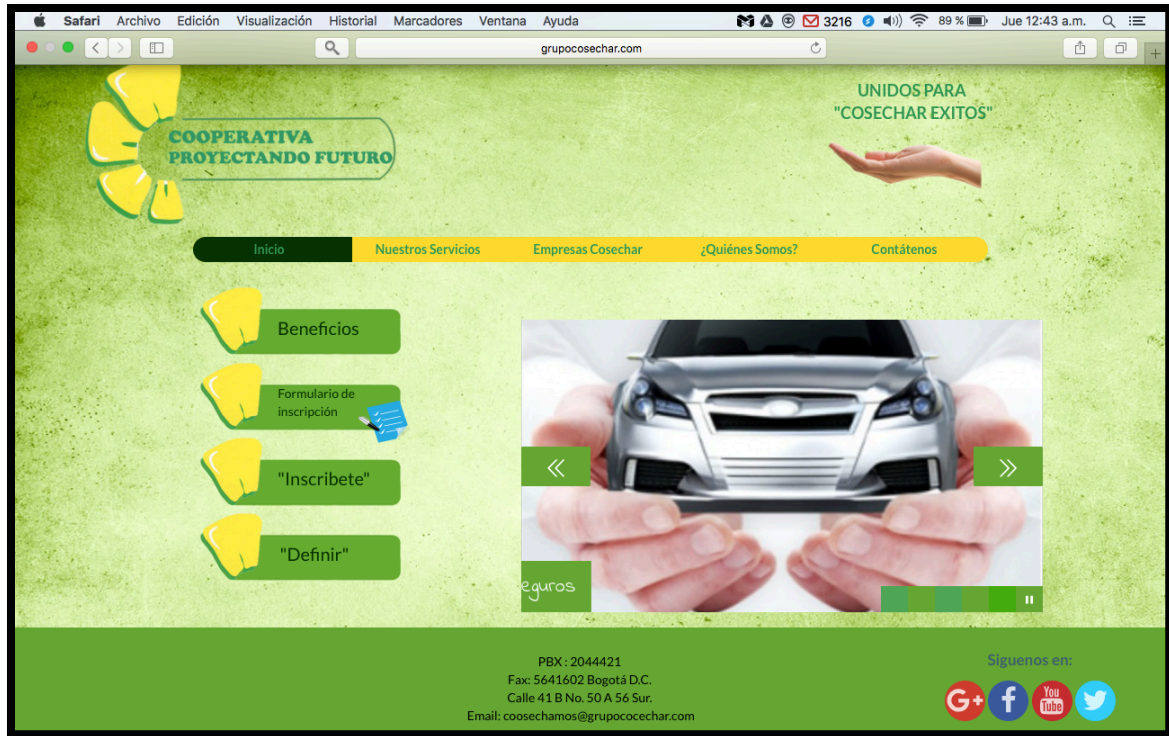 Safari Archivo Edición Visualización Historial Marcadores Ventana Ayuda 3216 89 % Jue 12:43 a.m.
grupocosechar.com
COOPERATIVA
PROYECTANDO FUTURO
UNIDOS PARA
"COSECHAR EXITOS"
Inicio Nuestros Servicios Empresas Cosechar ¿Quiénes Somos? Contátenos
Beneficios
Formulario de
inscripción
"Inscribete"
"Definir"
eguros
PBX : 2044421
Fax: 5641602 Bogotá D.C.
Calle 41 B No. 50 A 56 Sur.
Email: coosechamos@grupococechar.com
Siguenos en:
G+ f You
Tube